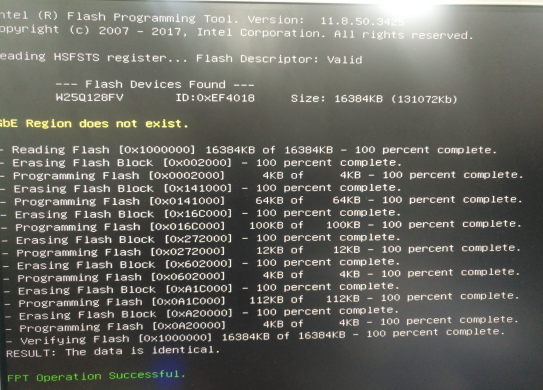 ntel (R) Flash Programming Tool. Version:  11.8.50.3425
opyright (c) 2007 - 2017, Intel Corporation. All rights reserved.
eading HSFSTS register... Flash Descriptor: Valid
--- Flash Devices Found ---
W25Q128FV    ID:0xEF4018    Size: 16384KB (131072Kb)
GbE Region does not exist.
- Reading Flash [0x1000000] 16384KB of 16384KB - 100 percent complete.
- Erasing Flash Block [0x002000] - 100 percent complete.
- Programming Flash [0x0002000]    4KB of    4KB - 100 percent complete.
- Erasing Flash Block [0x141000] - 100 percent complete.
- Programming Flash [0x0141000]    64KB of    64KB - 100 percent complete.
- Erasing Flash Block [0x16C000] - 100 percent complete.
- Programming Flash [0x016C000]    100KB of    100KB - 100 percent complete.
- Erasing Flash Block [0x272000] - 100 percent complete.
- Programming Flash [0x0272000]    12KB of    12KB - 100 percent complete.
- Erasing Flash Block [0x602000] - 100 percent complete.
- Programming Flash [0x0602000]    4KB of    4KB - 100 percent complete.
- Erasing Flash Block [0xA1C000] - 100 percent complete.
- Programming Flash [0x0A1C000]    112KB of    112KB - 100 percent complete.
- Erasing Flash Block [0xA20000] - 100 percent complete.
- Programming Flash [0x0A20000]    4KB of    4KB - 100 percent complete.
- Verifying Flash [0x1000000] 16384KB of 16384KB - 100 percent complete.
RESULT: The data is identical.
FPT Operation Successful.